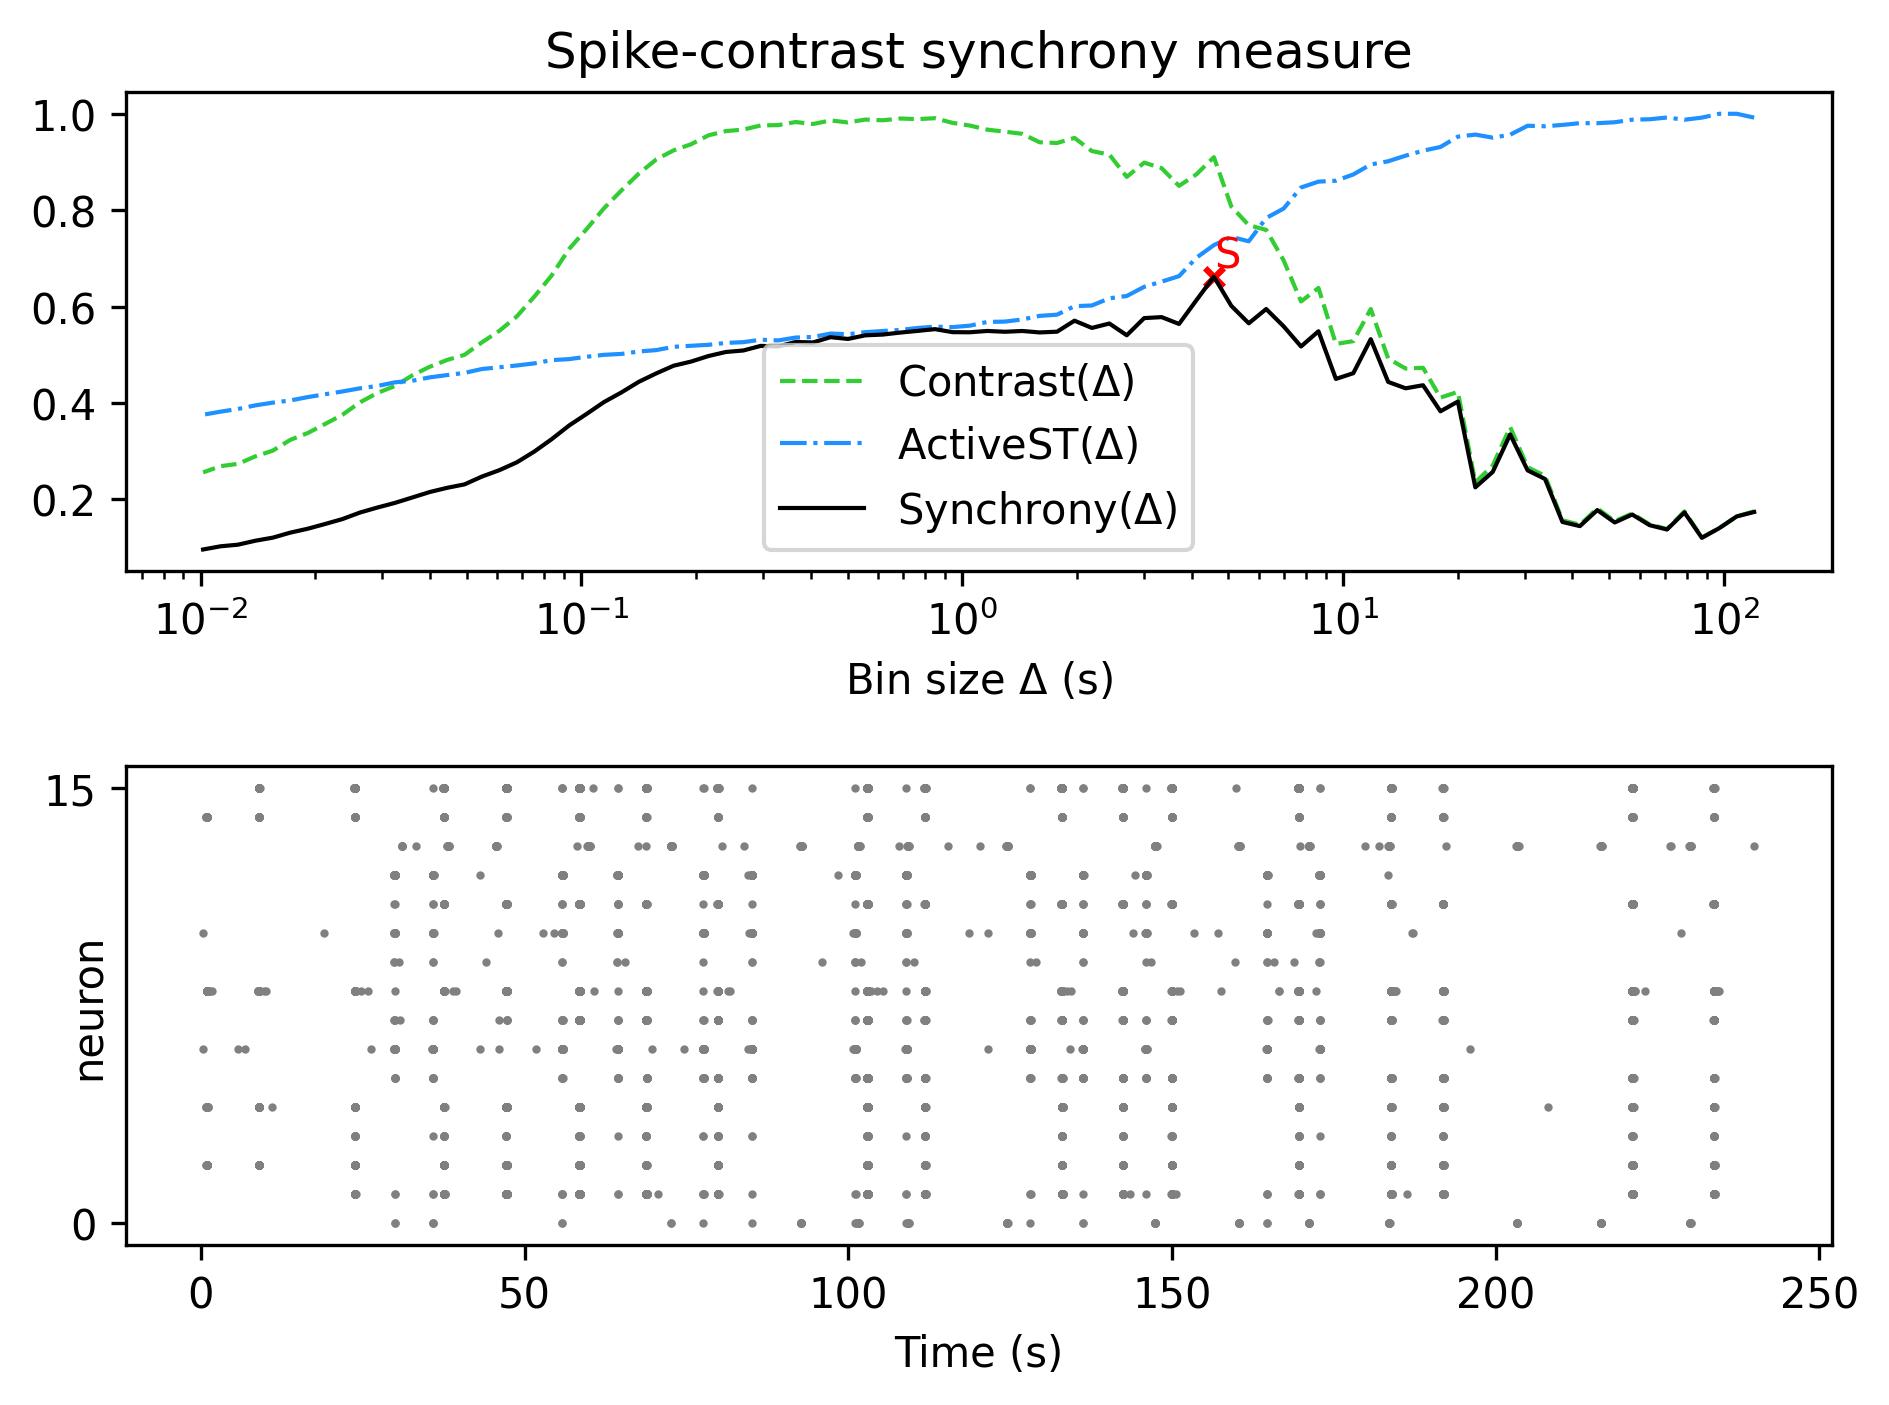 Spike-contrast synchrony measure
1.0
0.8
0.6
0.4
0.2
S
Contrast(Δ)
ActiveST(Δ)
Synchrony(Δ)
10⁻² 10⁻¹ 10⁰ 10¹ 10²
Bin size Δ (s)
15
neuron
0
0 50 100 150 200 250
Time (s)